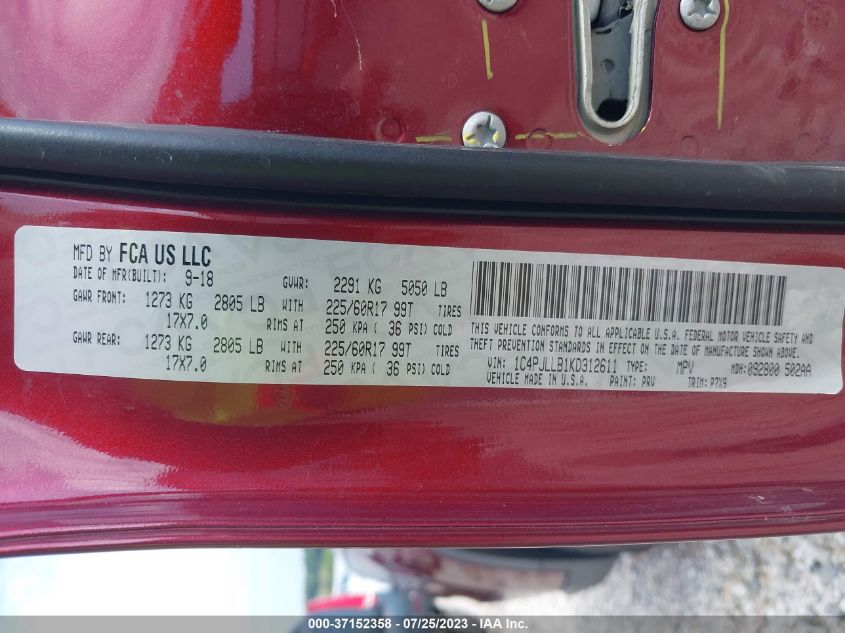 MFD BY FCA US LLC
DATE OF MFR(BUILT): 9-18 GVWR: 2291 KG 5050 LB
GAWR FRONT: 1273 KG 2805 LB WITH 225/60R17 99T TIRES
17X7.0 RIMS AT 250 KPA ( 36 PSI) COLD
GAWR REAR: 1273 KG 2805 LB WITH 225/60R17 99T TIRES
17X7.0 RIMS AT 250 KPA ( 36 PSI) COLD
THIS VEHICLE CONFORMS TO ALL APPLICABLE U.S.A. FEDERAL MOTOR VEHICLE SAFETY AND
THEFT PREVENTION STANDARDS IN EFFECT ON THE DATE OF MANUFACTURE SHOWN ABOVE.
VIN: 1C4PJLLB1KD312611 TYPE: MPV MDH: 092800 502AA
VEHICLE MADE IN U.S.A. PAINT: PRV TRIM: P7X9
000-37152358 - 07/25/2023 - IAA Inc.